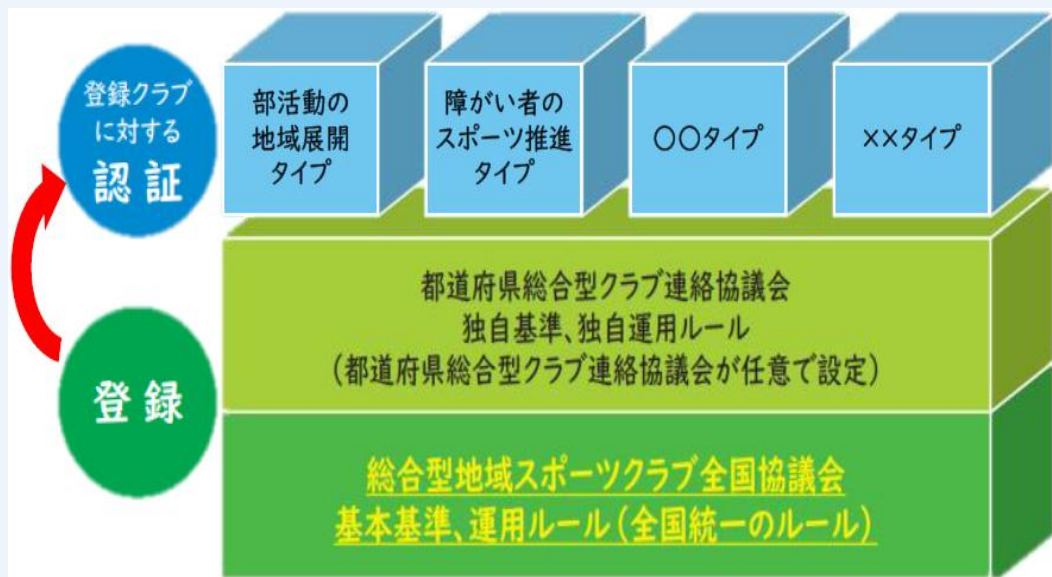 登録クラブ
に対する
認証
部活動の
地域展開
タイプ
障がい者の
スポーツ推進
タイプ
〇〇タイプ
××タイプ
登録
都道府県総合型クラブ連絡協議会
独自基準、独自運用ルール
(都道府県総合型クラブ連絡協議会が任意で設定)
総合型地域スポーツクラブ全国協議会
基本基準、運用ルール(全国統一のルール)